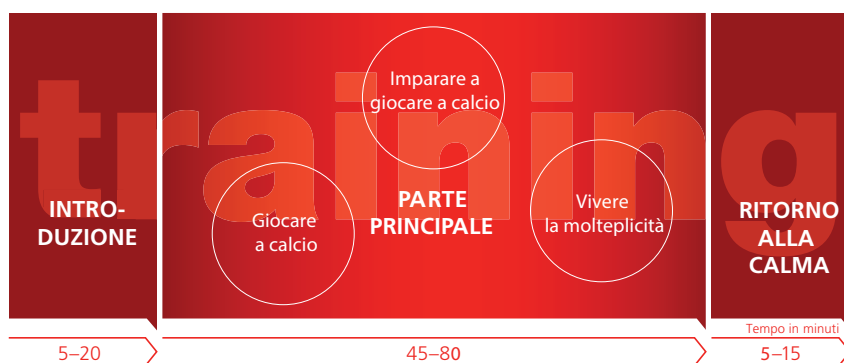 training
INTRO-
DUZIONE
Giocare
a calcio
Imparare a
giocare a calcio
PARTE
PRINCIPALE
Vivere
la molteplicità
RITORNO
ALLA
CALMA
Tempo in minuti
5–20
45–80
5–15